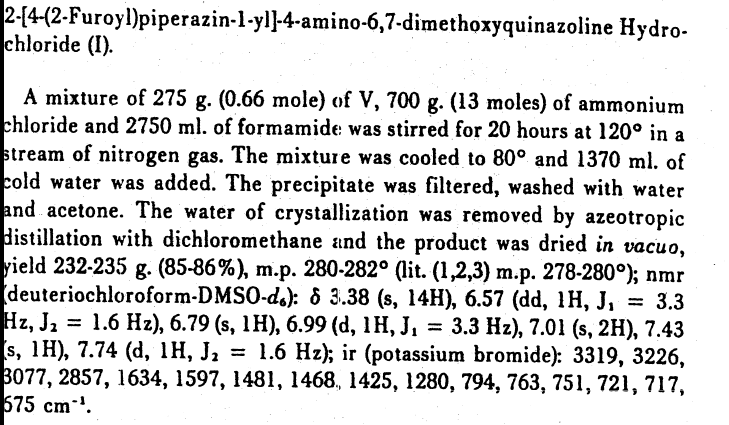 2-[4-(2-Furoyl)piperazin-1-yl]-4-amino-6,7-dimethoxyquinazoline Hydro-
chloride (I).
A mixture of 275 g. (0.66 mole) of V, 700 g. (13 moles) of ammonium
chloride and 2750 ml. of formamide was stirred for 20 hours at 120° in a
stream of nitrogen gas. The mixture was cooled to 80° and 1370 ml. of
cold water was added. The precipitate was filtered, washed with water
and acetone. The water of crystallization was removed by azeotropic
distillation with dichloromethane and the product was dried in vacuo,
yield 232-235 g. (85-86%), m.p. 280-282° (lit. (1,2,3) m.p. 278-280°); nmr
(deuteriochloroform-DMSO-d₆): δ 3.38 (s, 14H), 6.57 (dd, 1H, J₁ = 3.3
Hz, J₂ = 1.6 Hz), 6.79 (s, 1H), 6.99 (d, 1H, J₁ = 3.3 Hz), 7.01 (s, 2H), 7.43
(s, 1H), 7.74 (d, 1H, J₂ = 1.6 Hz); ir (potassium bromide): 3319, 3226,
3077, 2857, 1634, 1597, 1481, 1468, 1425, 1280, 794, 763, 751, 721, 717,
675 cm⁻¹.